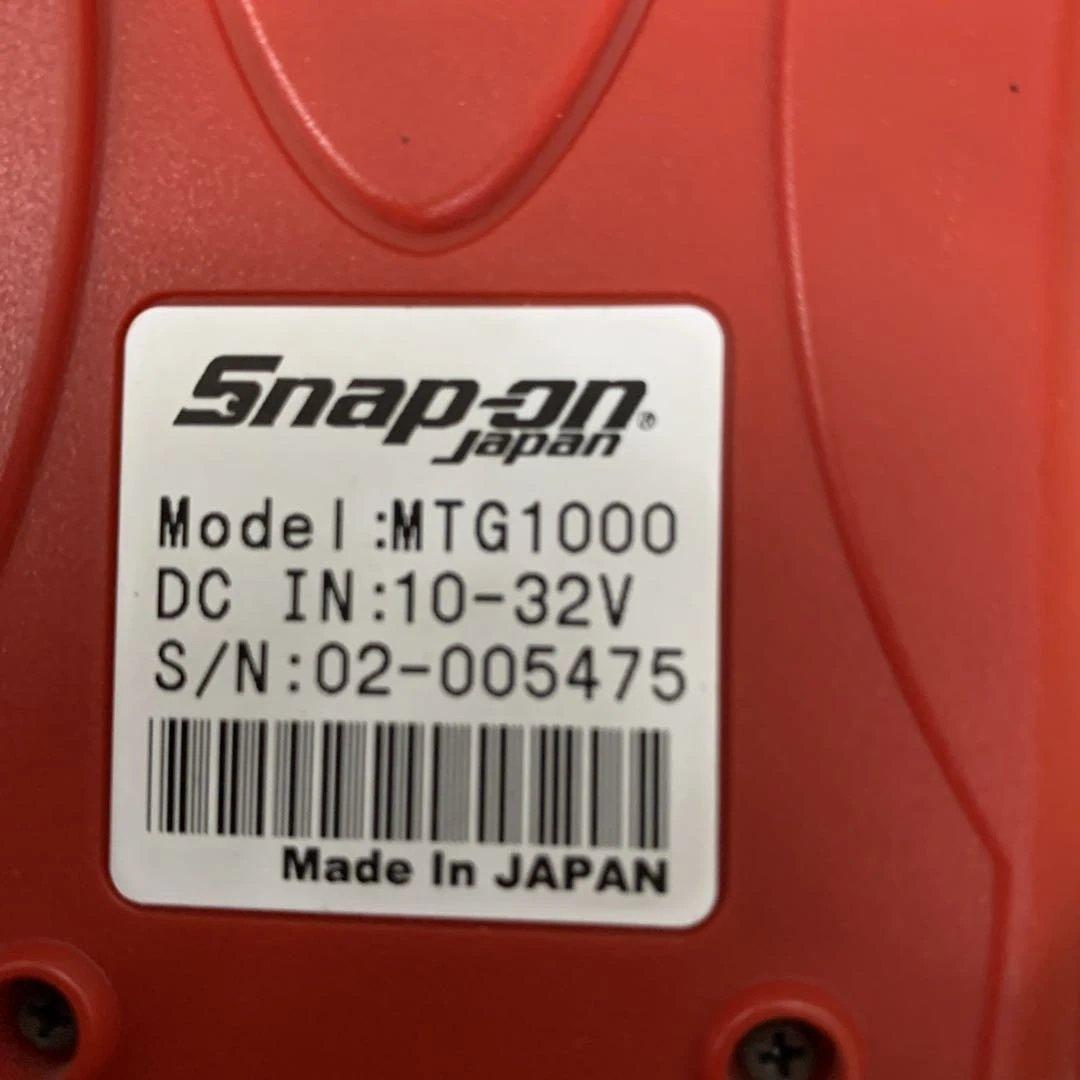 Snap-on®
Japan
Model:MTG1000
DC IN:10-32V
S/N:02-005475
Made In JAPAN